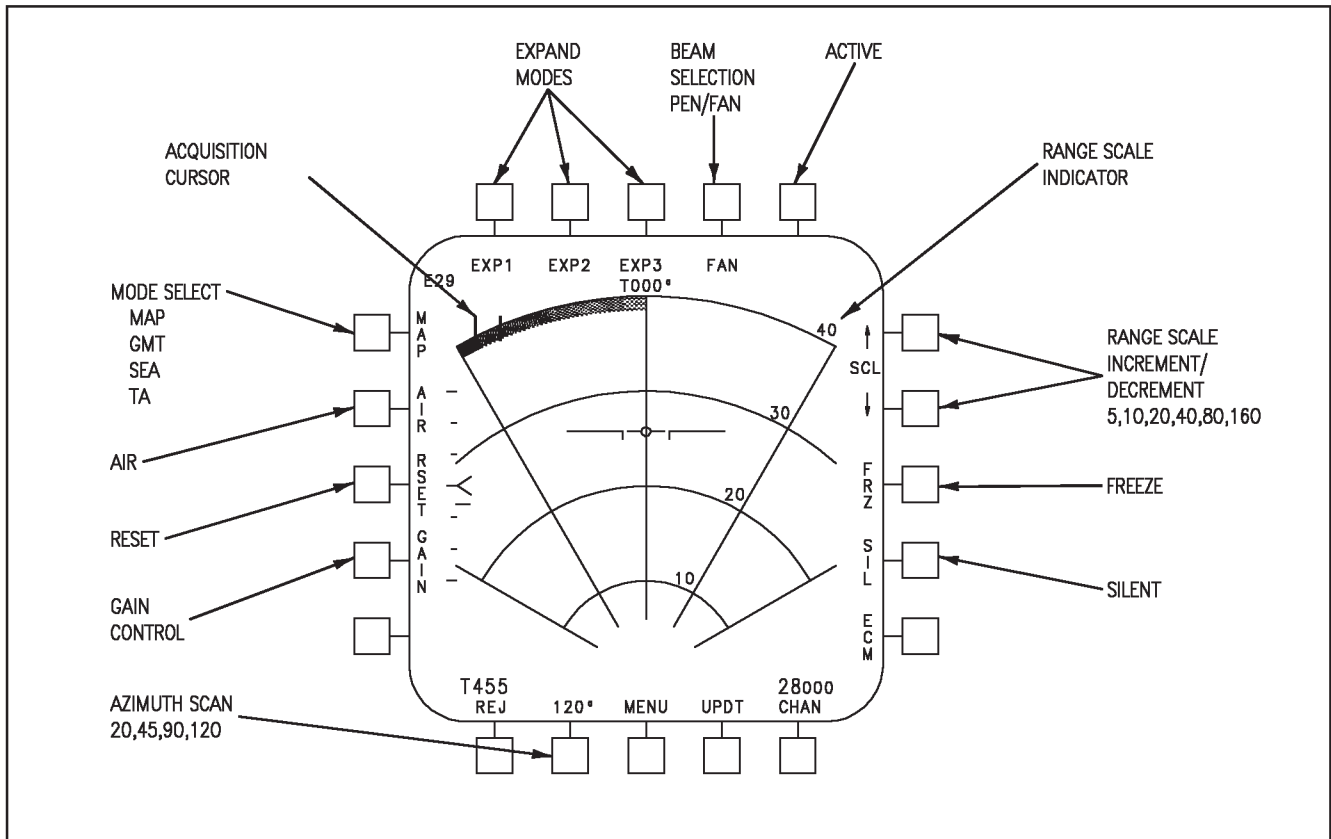 EXPAND
MODES
BEAM
SELECTION
PEN/FAN
ACTIVE
ACQUISITION
CURSOR
RANGE SCALE
INDICATOR
EXP1 EXP2 EXP3 FAN
E29
T000°
MODE SELECT
MAP
GMT
SEA
TA
MAP
40
SCL
RANGE SCALE
INCREMENT/
DECREMENT
5,10,20,40,80,160
AIR
AIR
30
RESET
RSET
20
FRZ
FREEZE
GAIN
CONTROL
GAIN
10
SIL
SILENT
ECM
T455
28000
REJ 120° MENU UPDT CHAN
AZIMUTH SCAN
20,45,90,120